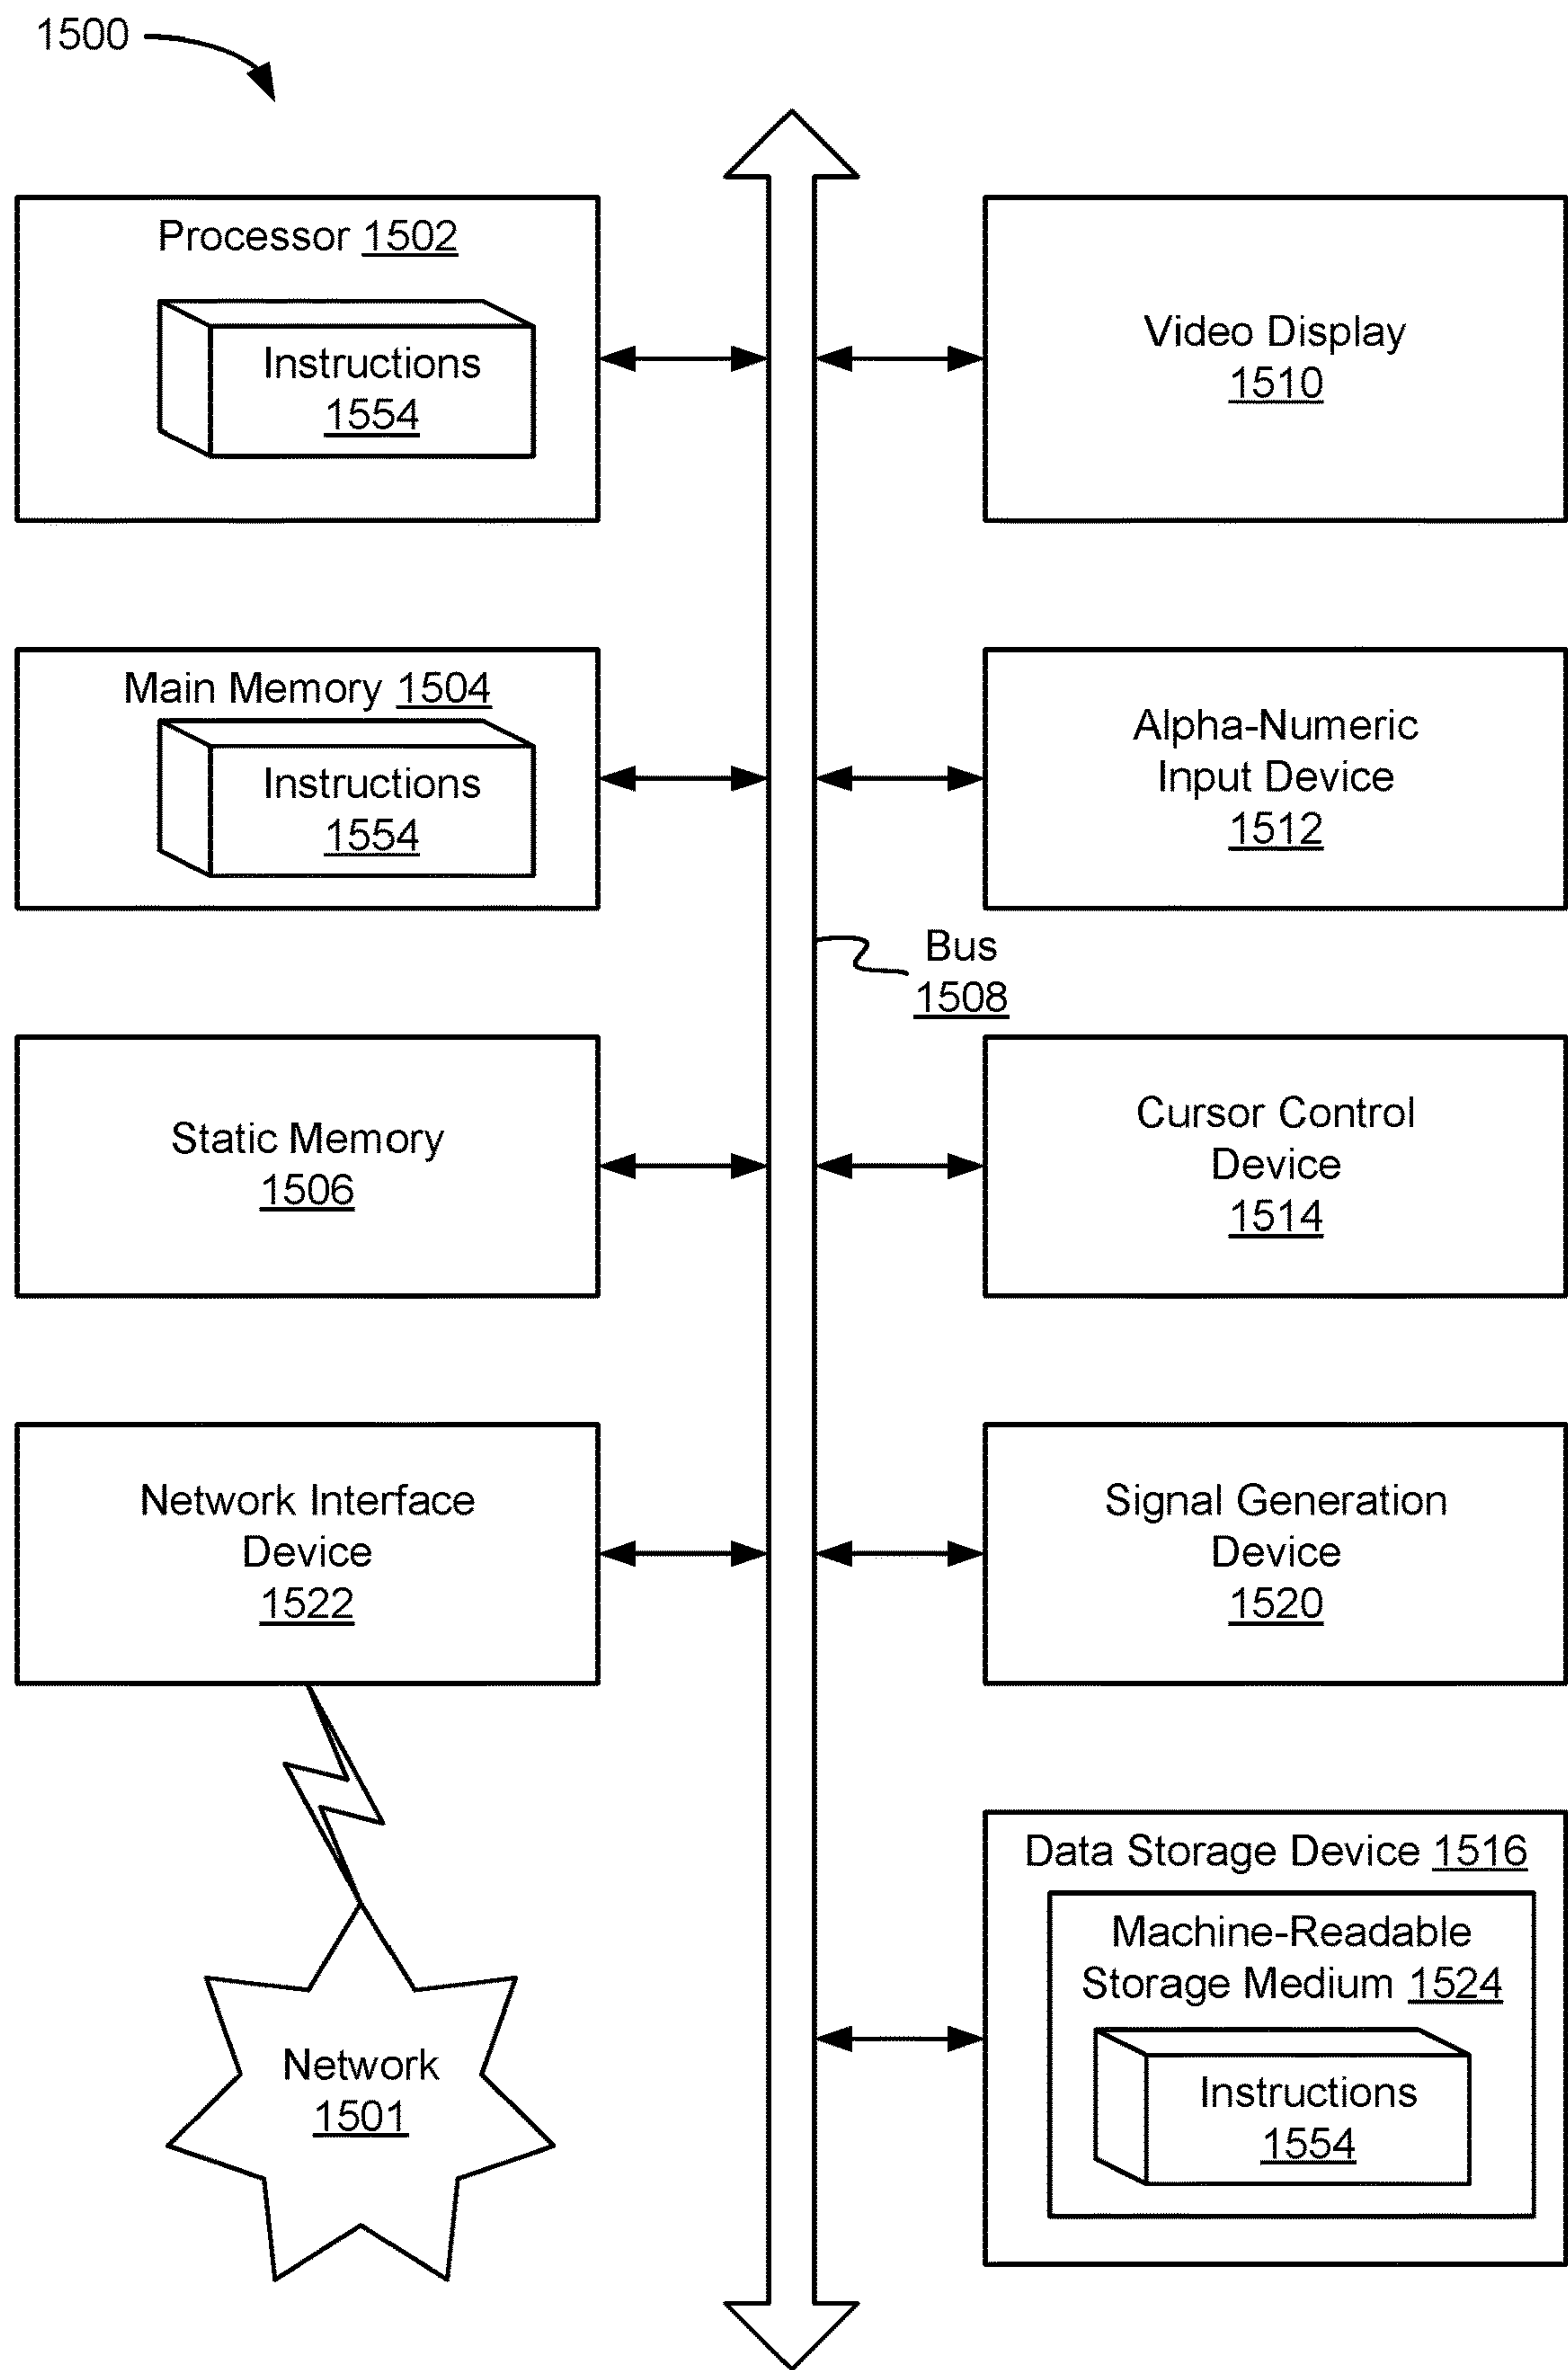 1500
Processor 1502
Instructions
1554
Video Display
1510
Main Memory 1504
Instructions
1554
Alpha-Numeric
Input Device
1512
Bus
1508
Static Memory
1506
Cursor Control
Device
1514
Network Interface
Device
1522
Signal Generation
Device
1520
Data Storage Device 1516
Machine-Readable
Storage Medium 1524
Instructions
1554
Network
1501